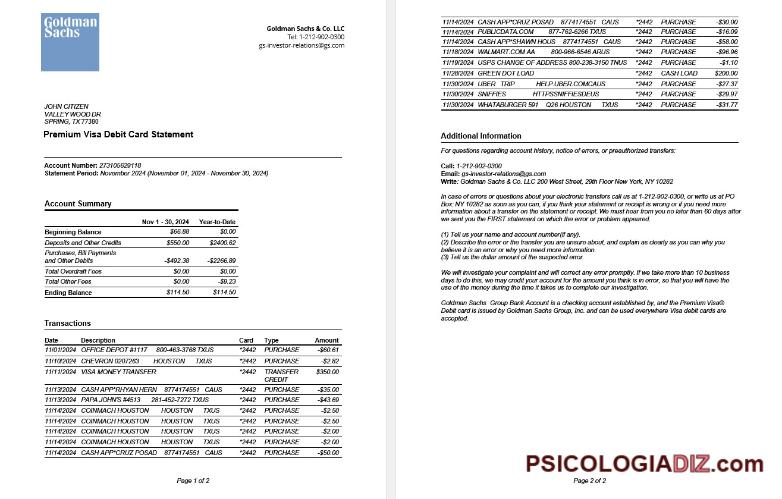 Goldman
Sachs
Goldman Sachs & Co. LLC
Tel: 1-212-902-0300
gs-investor-relations@gs.com
JOHN CITIZEN
VALLEY WOOD DR
SPRING, TX 77380
Premium Visa Debit Card Statement
Account Number: 273106629118
Statement Period: November 2024 (November 01, 2024 - November 30, 2024)
Account Summary
Nov 1 - 30, 2024 Year-to-Date
Beginning Balance $66.88 $0.00
Deposits and Other Credits $550.00 $2400.62
Purchases, Bill Payments
and Other Debits -$492.38 -$2266.89
Total Overdraft Fees $0.00 $0.00
Total Other Fees $0.00 -$8.23
Ending Balance $114.50 $114.50
Transactions
Date Description Card Type Amount
11/01/2024 OFFICE DEPOT #1117 800-463-3768 TXUS *2442 PURCHASE -$60.61
11/10/2024 CHEVRON 0207263 HOUSTON TXUS *2442 PURCHASE -$2.82
11/11/2024 VISA MONEY TRANSFER *2442 TRANSFER $350.00
CREDIT
11/13/2024 CASH APP*RHYAN HERN 8774174551 CAUS *2442 PURCHASE -$35.00
11/13/2024 PAPA JOHN'S #4513 281-452-7272 TXUS *2442 PURCHASE -$43.69
11/14/2024 COINMACH HOUSTON HOUSTON TXUS *2442 PURCHASE -$2.50
11/14/2024 COINMACH HOUSTON HOUSTON TXUS *2442 PURCHASE -$2.50
11/14/2024 COINMACH HOUSTON HOUSTON TXUS *2442 PURCHASE -$2.00
11/14/2024 COINMACH HOUSTON HOUSTON TXUS *2442 PURCHASE -$2.00
11/14/2024 CASH APP*CRUZ POSAD 8774174551 CAUS *2442 PURCHASE -$50.00
Page 1 of 2
11/14/2024 CASH APP*CRUZ POSAD 8774174551 CAUS *2442 PURCHASE -$30.00
11/14/2024 PUBLICDATA.COM 877-762-6266 TXUS *2442 PURCHASE -$16.09
11/14/2024 CASH APP*SHAWN HOUS 8774174551 CAUS *2442 PURCHASE -$58.00
11/18/2024 WALMART.COM AA 800-966-6546 ARUS *2442 PURCHASE -$96.96
11/19/2024 USPS CHANGE OF ADDRESS 800-238-3150 TNUS *2442 PURCHASE -$1.10
11/28/2024 GREEN DOT LOAD *2442 CASH LOAD $200.00
11/30/2024 UBER TRIP HELP.UBER.COMCAUS *2442 PURCHASE -$27.37
11/30/2024 SNIFFIES HTTPSSNIFFIESDEUS *2442 PURCHASE -$29.97
11/30/2024 WHATABURGER 591 Q26 HOUSTON TXUS *2442 PURCHASE -$31.77
Additional Information
For questions regarding account history, notice of errors, or preauthorized transfers:
Call: 1-212-902-0300
Email: gs-investor-relations@gs.com
Write: Goldman Sachs & Co. LLC 200 West Street, 29th Floor New York, NY 10282
In case of errors or questions about your electronic transfers call us at 1-212-902-0300, or write us at PO
Box; NY 10282 as soon as you can, if you think your statement or receipt is wrong or if you need more
information about a transfer on the statement or receipt. We must hear from you no later than 60 days after
we sent you the FIRST statement on which the error or problem appeared.
(1) Tell us your name and account number(if any).
(2) Describe the error or the transfer you are unsure about, and explain as clearly as you can why you
believe it is an error or why you need more information.
(3) Tell us the dollar amount of the suspected error.
We will investigate your complaint and will correct any error promptly. If we take more than 10 business
days to do this, we may credit your account for the amount you think is in error, so that you will have the
use of the money during the time it takes us to complete our investigation.
Goldman Sachs Group Bank Account is a checking account established by, and the Premium Visa®
Debit card is issued by Goldman Sachs Group, Inc. and can be used everywhere Visa debit cards are
accepted.
PSICOLOGIADIZ.com
Page 2 of 2